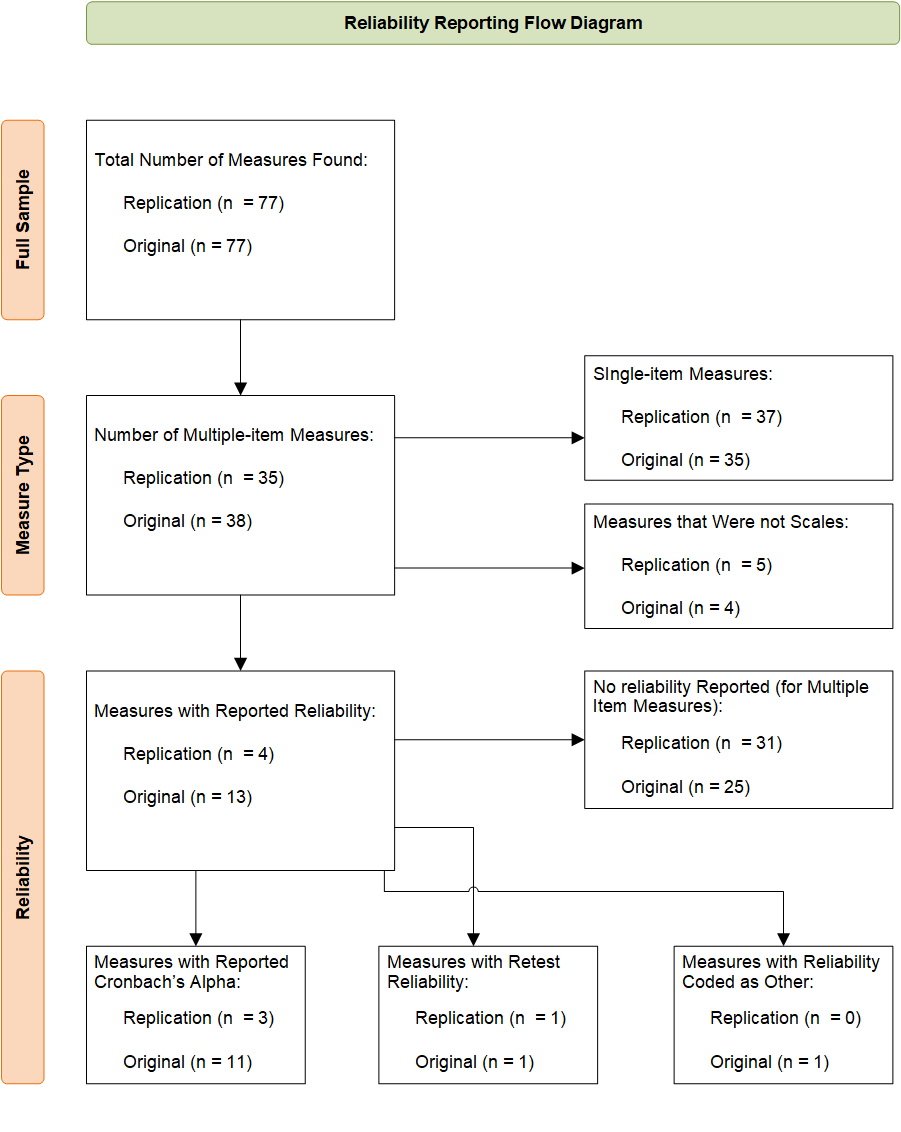 Reliability Reporting Flow Diagram
Full Sample
Total Number of Measures Found:
Replication (n  = 77)
Original (n = 77)
Measure Type
Number of Multiple-item Measures:
Replication (n  = 35)
Original (n = 38)
SIngle-item Measures:
Replication (n  = 37)
Original (n = 35)
Measures that Were not Scales:
Replication (n  = 5)
Original (n = 4)
Reliability
Measures with Reported Reliability:
Replication (n  = 4)
Original (n = 13)
No reliability Reported (for Multiple
Item Measures):
Replication (n  = 31)
Original (n = 25)
Measures with Reported
Cronbach’s Alpha:
Replication (n  = 3)
Original (n = 11)
Measures with Retest
Reliability:
Replication (n  = 1)
Original (n = 1)
Measures with Reliability
Coded as Other:
Replication (n  = 0)
Original (n = 1)